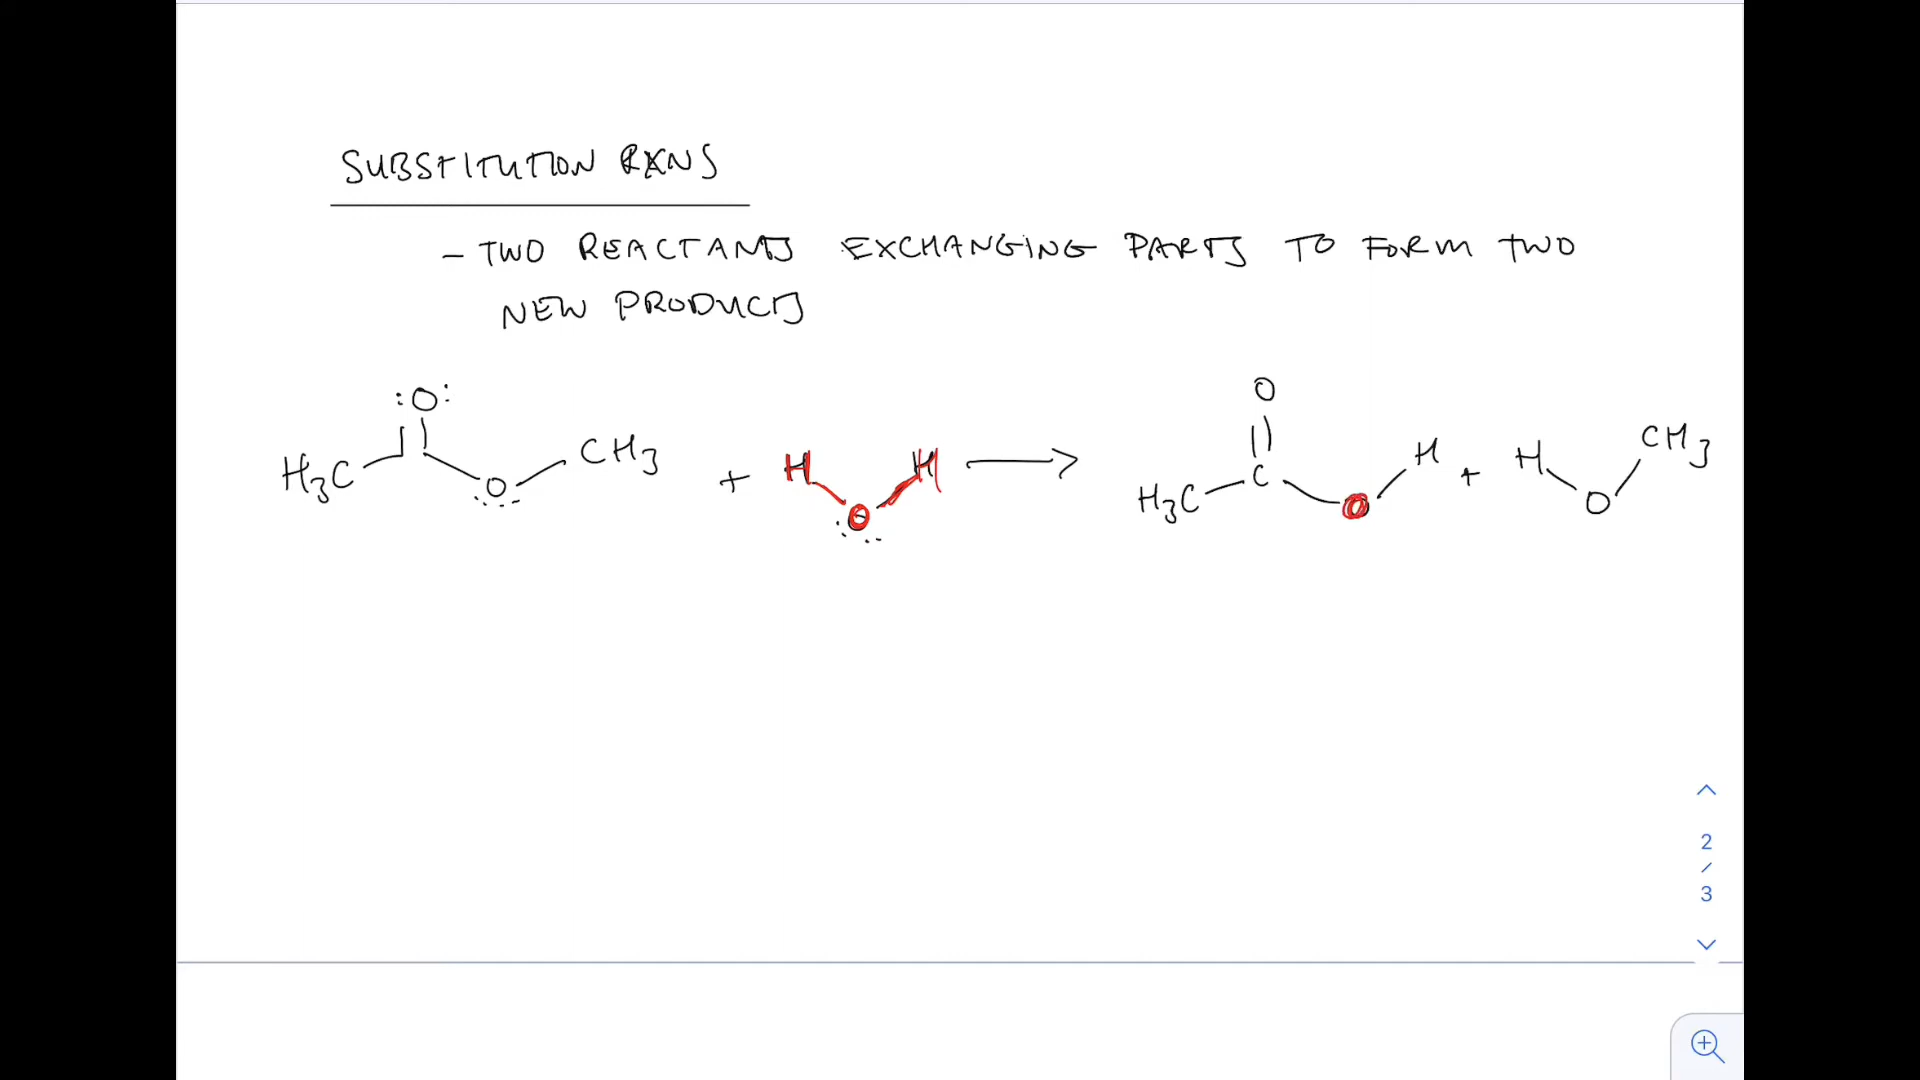 SUBSTITUTION RXNS
- TWO REACTANTS EXCHANGING PARTS TO FORM TWO
NEW PRODUCTS
:O: O
H3C O CH3 + H O H → H3C C O H + H O CH3
2
/
3